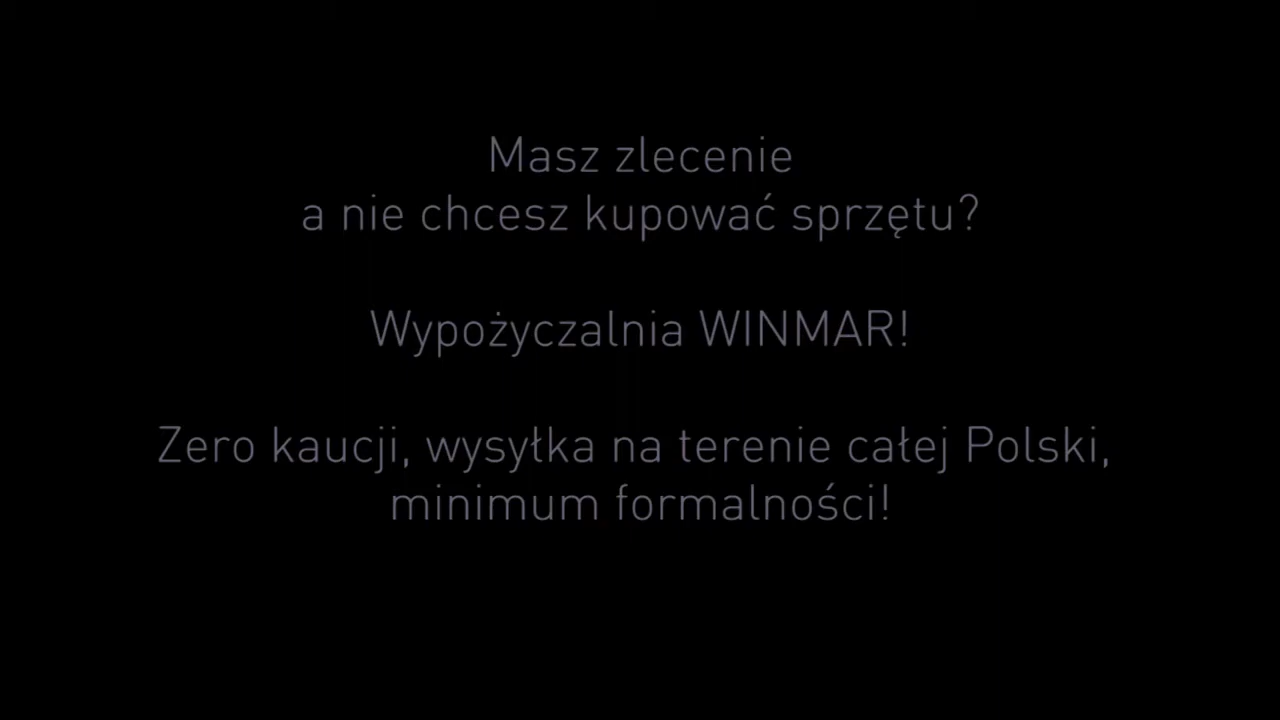 Masz zlecenie
a nie chcesz kupować sprzętu?
Wypożyczalnia WINMAR!
Zero kaucji, wysyłka na terenie całej Polski,
minimum formalności!